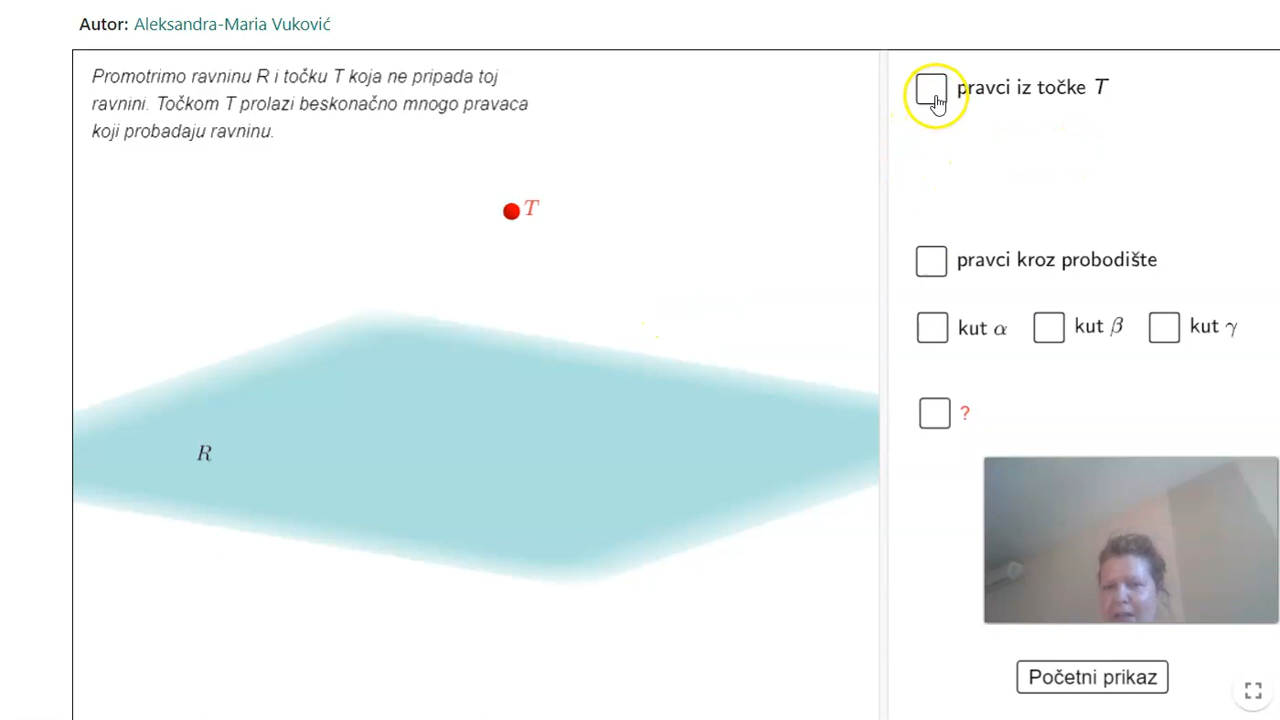 Autor: Aleksandra-Maria Vuković
Promotrimo ravninu R i točku T koja ne pripada toj
ravnini. Točkom T prolazi beskonačno mnogo pravaca
koji probadaju ravninu.
T
R
pravci iz točke T
pravci kroz probodište
kut α kut β kut γ
?
Početni prikaz